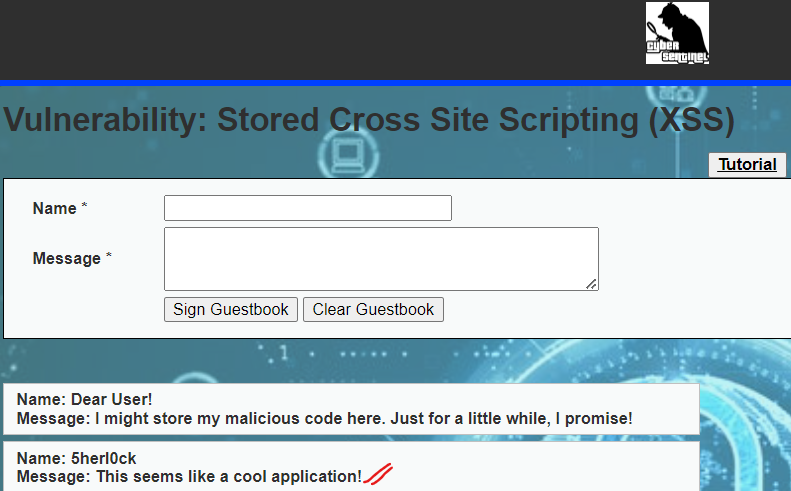 CYBER
SENTINEL
Vulnerability: Stored Cross Site Scripting (XSS)
Tutorial
Name *
Message *
Sign Guestbook Clear Guestbook
Name: Dear User!
Message: I might store my malicious code here. Just for a little while, I promise!
Name: 5herl0ck
Message: This seems like a cool application!